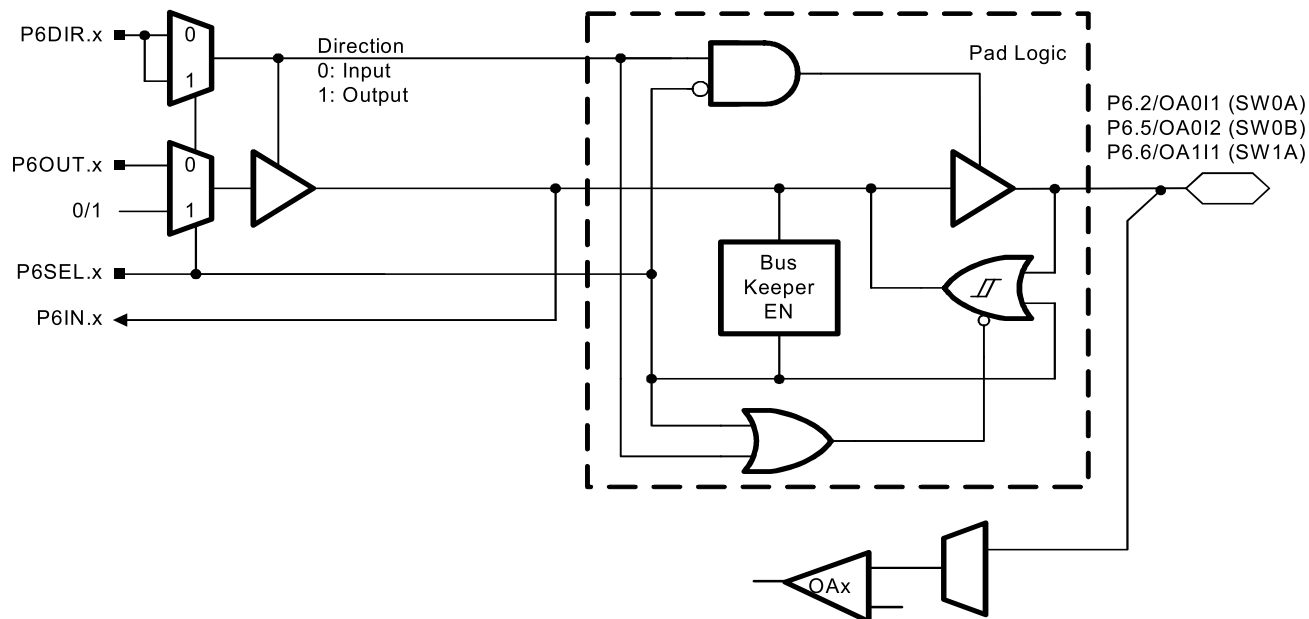 P6DIR.x
0
1
Direction
0: Input
1: Output
Pad Logic
P6.2/OA0I1 (SW0A)
P6.5/OA0I2 (SW0B)
P6.6/OA1I1 (SW1A)
P6OUT.x
0
0/1
1
P6SEL.x
P6IN.x
Bus
Keeper
EN
OAx